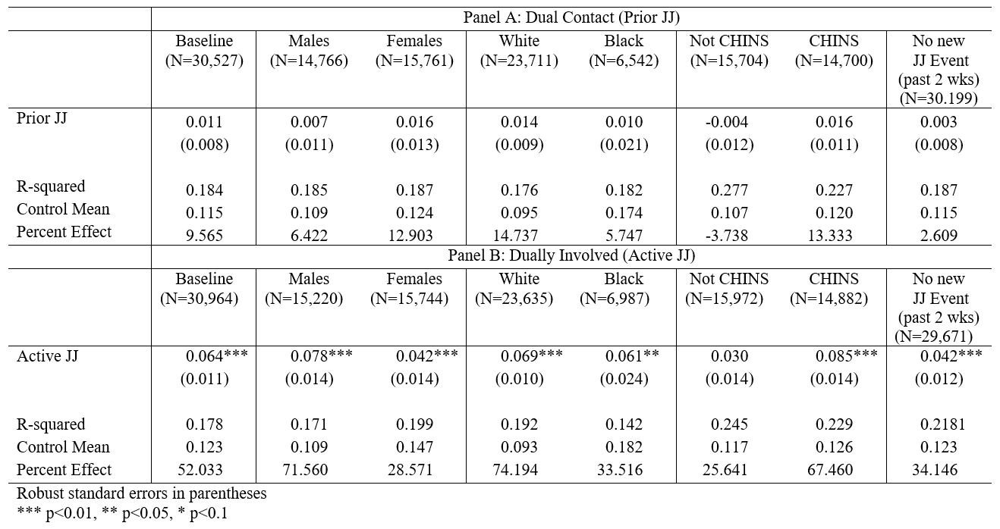 Panel A: Dual Contact (Prior JJ)
Baseline Males Females White Black Not CHINS CHINS No new
(N=30,527) (N=14,766) (N=15,761) (N=23,711) (N=6,542) (N=15,704) (N=14,700) JJ Event
(past 2 wks)
(N=30.199)
Prior JJ 0.011 0.007 0.016 0.014 0.010 -0.004 0.016 0.003
(0.008) (0.011) (0.013) (0.009) (0.021) (0.012) (0.011) (0.008)
R-squared 0.184 0.185 0.187 0.176 0.182 0.277 0.227 0.187
Control Mean 0.115 0.109 0.124 0.095 0.174 0.107 0.120 0.115
Percent Effect 9.565 6.422 12.903 14.737 5.747 -3.738 13.333 2.609
Panel B: Dually Involved (Active JJ)
Baseline Males Females White Black Not CHINS CHINS No new
(N=30,964) (N=15,220) (N=15,744) (N=23,635) (N=6,987) (N=15,972) (N=14,882) JJ Event
(past 2 wks)
(N=29,671)
Active JJ 0.064*** 0.078*** 0.042*** 0.069*** 0.061** 0.030 0.085*** 0.042***
(0.011) (0.014) (0.014) (0.010) (0.024) (0.014) (0.014) (0.012)
R-squared 0.178 0.171 0.199 0.192 0.142 0.245 0.229 0.2181
Control Mean 0.123 0.109 0.147 0.093 0.182 0.117 0.126 0.123
Percent Effect 52.033 71.560 28.571 74.194 33.516 25.641 67.460 34.146
Robust standard errors in parentheses
*** p<0.01, ** p<0.05, * p<0.1